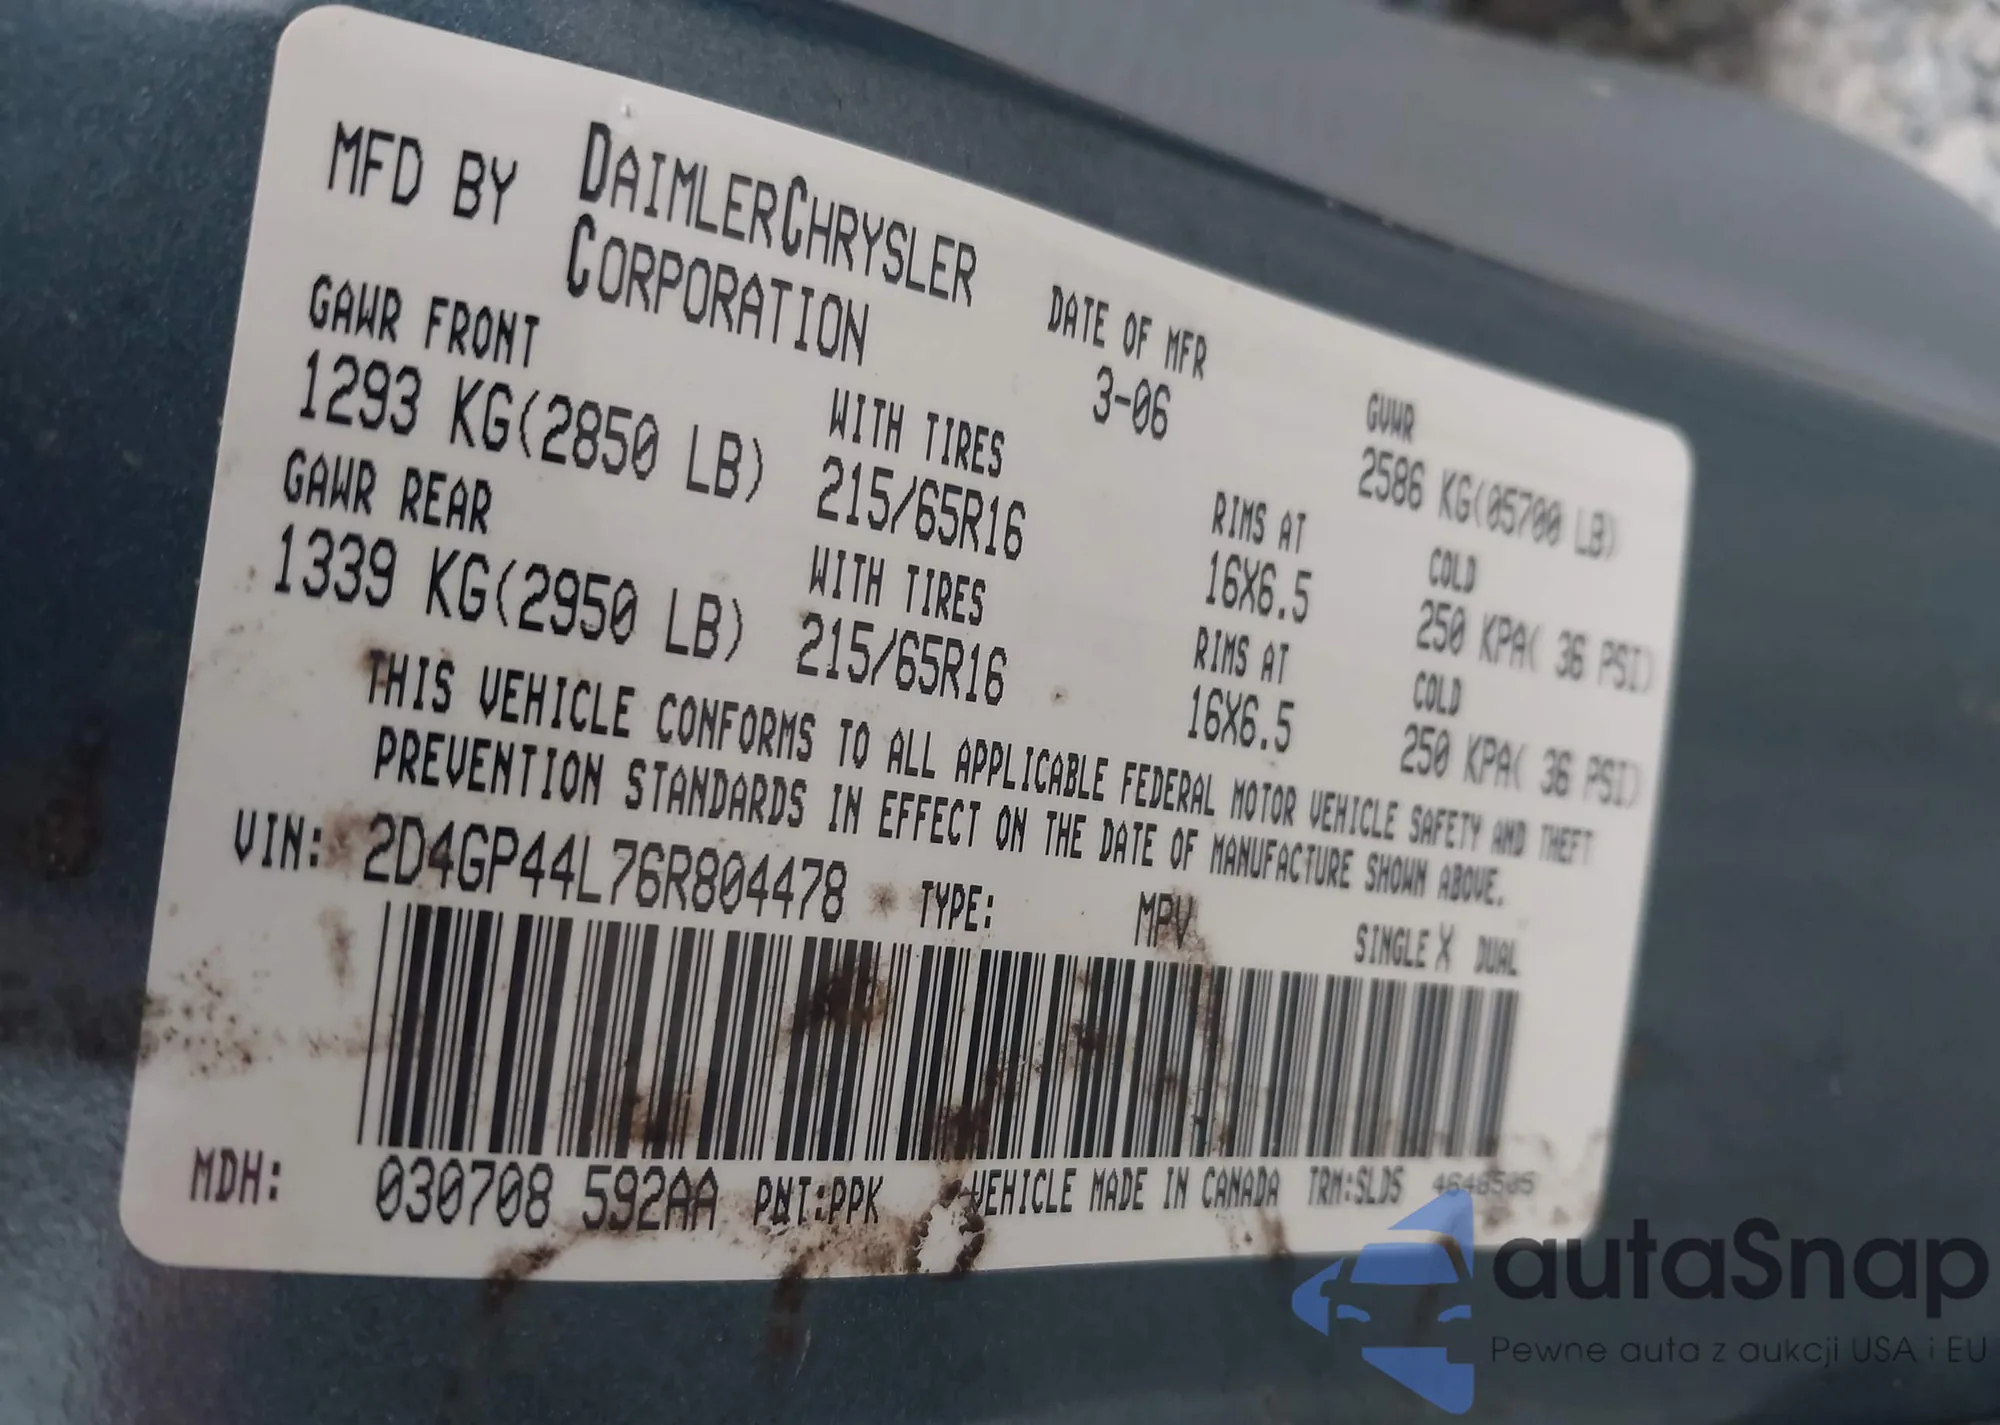 MFD BY DAIMLERCHRYSLER
CORPORATION
DATE OF MFR
3-06
GVWR
2586 KG(05700 LB)
GAWR FRONT
1293 KG(2850 LB)
WITH TIRES
215/65R16
RIMS AT
16X6.5
COLD
250 KPA( 36 PSI)
GAWR REAR
1339 KG(2950 LB)
WITH TIRES
215/65R16
RIMS AT
16X6.5
COLD
250 KPA( 36 PSI)
THIS VEHICLE CONFORMS TO ALL APPLICABLE FEDERAL MOTOR VEHICLE SAFETY AND THEFT
PREVENTION STANDARDS IN EFFECT ON THE DATE OF MANUFACTURE SHOWN ABOVE.
VIN: 2D4GP44L76R804478 TYPE: MPV SINGLE X DUAL
MDH: 030708 592AA PNT:PPK VEHICLE MADE IN CANADA TRM:SLDS 4648505
autaSnap
Pewne auta z aukcji USA i EU